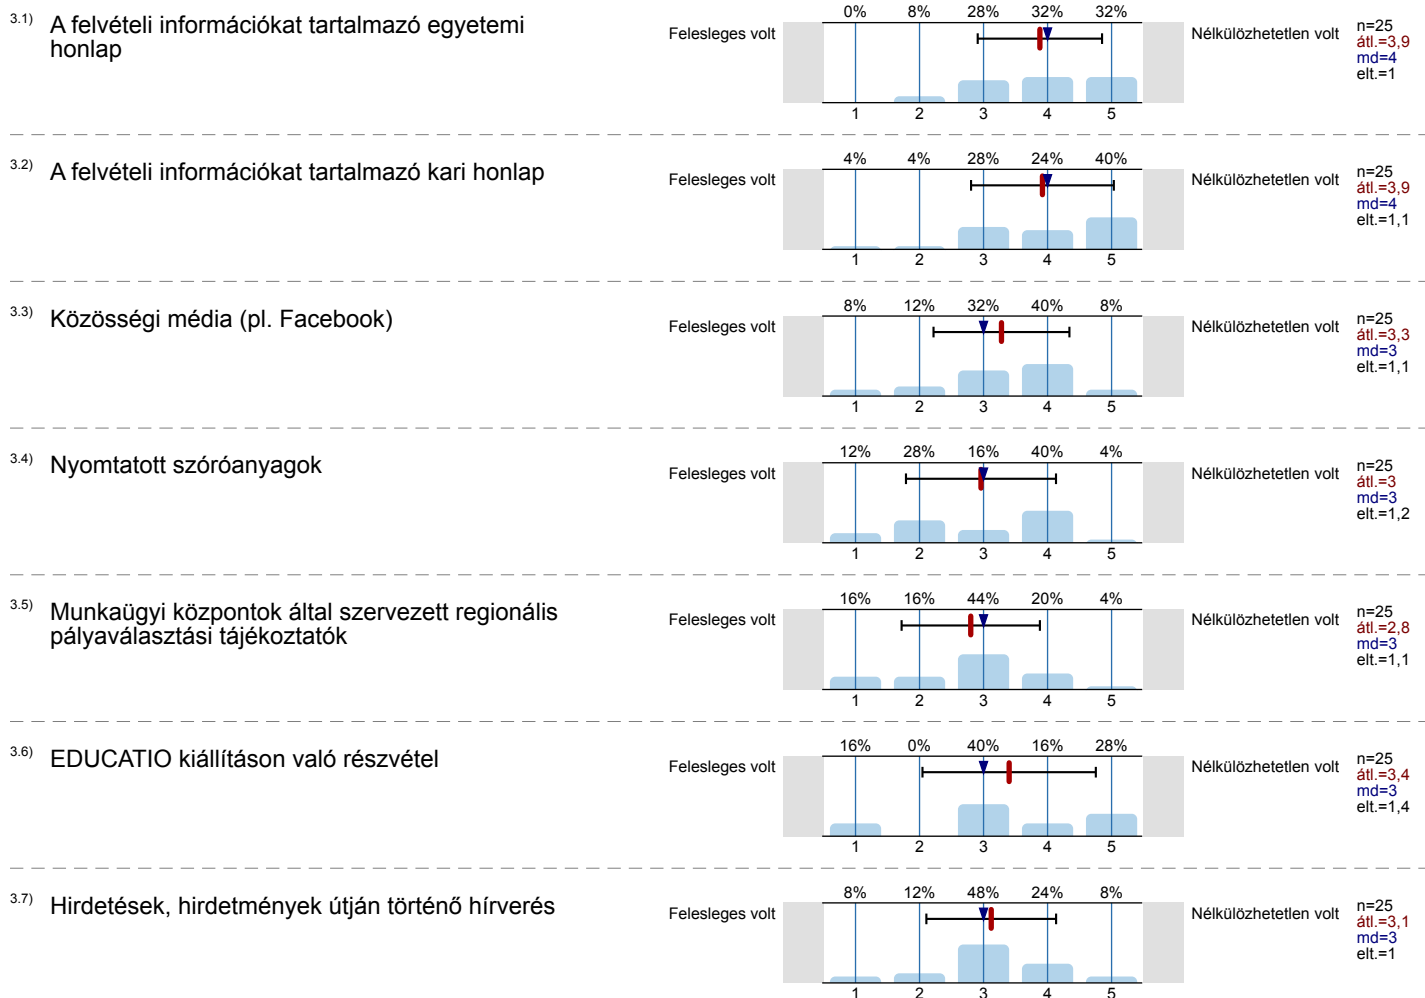 3.1) A felvételi információkat tartalmazó egyetemi
honlap
Felesleges volt
0% 8% 28% 32% 32%
1 2 3 4 5
Nélkülözhetetlen volt
n=25
átl.=3,9
md=4
elt.=1
3.2) A felvételi információkat tartalmazó kari honlap
Felesleges volt
4% 4% 28% 24% 40%
1 2 3 4 5
Nélkülözhetetlen volt
n=25
átl.=3,9
md=4
elt.=1,1
3.3) Közösségi média (pl. Facebook)
Felesleges volt
8% 12% 32% 40% 8%
1 2 3 4 5
Nélkülözhetetlen volt
n=25
átl.=3,3
md=3
elt.=1,1
3.4) Nyomtatott szóróanyagok
Felesleges volt
12% 28% 16% 40% 4%
1 2 3 4 5
Nélkülözhetetlen volt
n=25
átl.=3
md=3
elt.=1,2
3.5) Munkaügyi központok által szervezett regionális
pályaválasztási tájékoztatók
Felesleges volt
16% 16% 44% 20% 4%
1 2 3 4 5
Nélkülözhetetlen volt
n=25
átl.=2,8
md=3
elt.=1,1
3.6) EDUCATIO kiállításon való részvétel
Felesleges volt
16% 0% 40% 16% 28%
1 2 3 4 5
Nélkülözhetetlen volt
n=25
átl.=3,4
md=3
elt.=1,4
3.7) Hirdetések, hirdetmények útján történő hírverés
Felesleges volt
8% 12% 48% 24% 8%
1 2 3 4 5
Nélkülözhetetlen volt
n=25
átl.=3,1
md=3
elt.=1